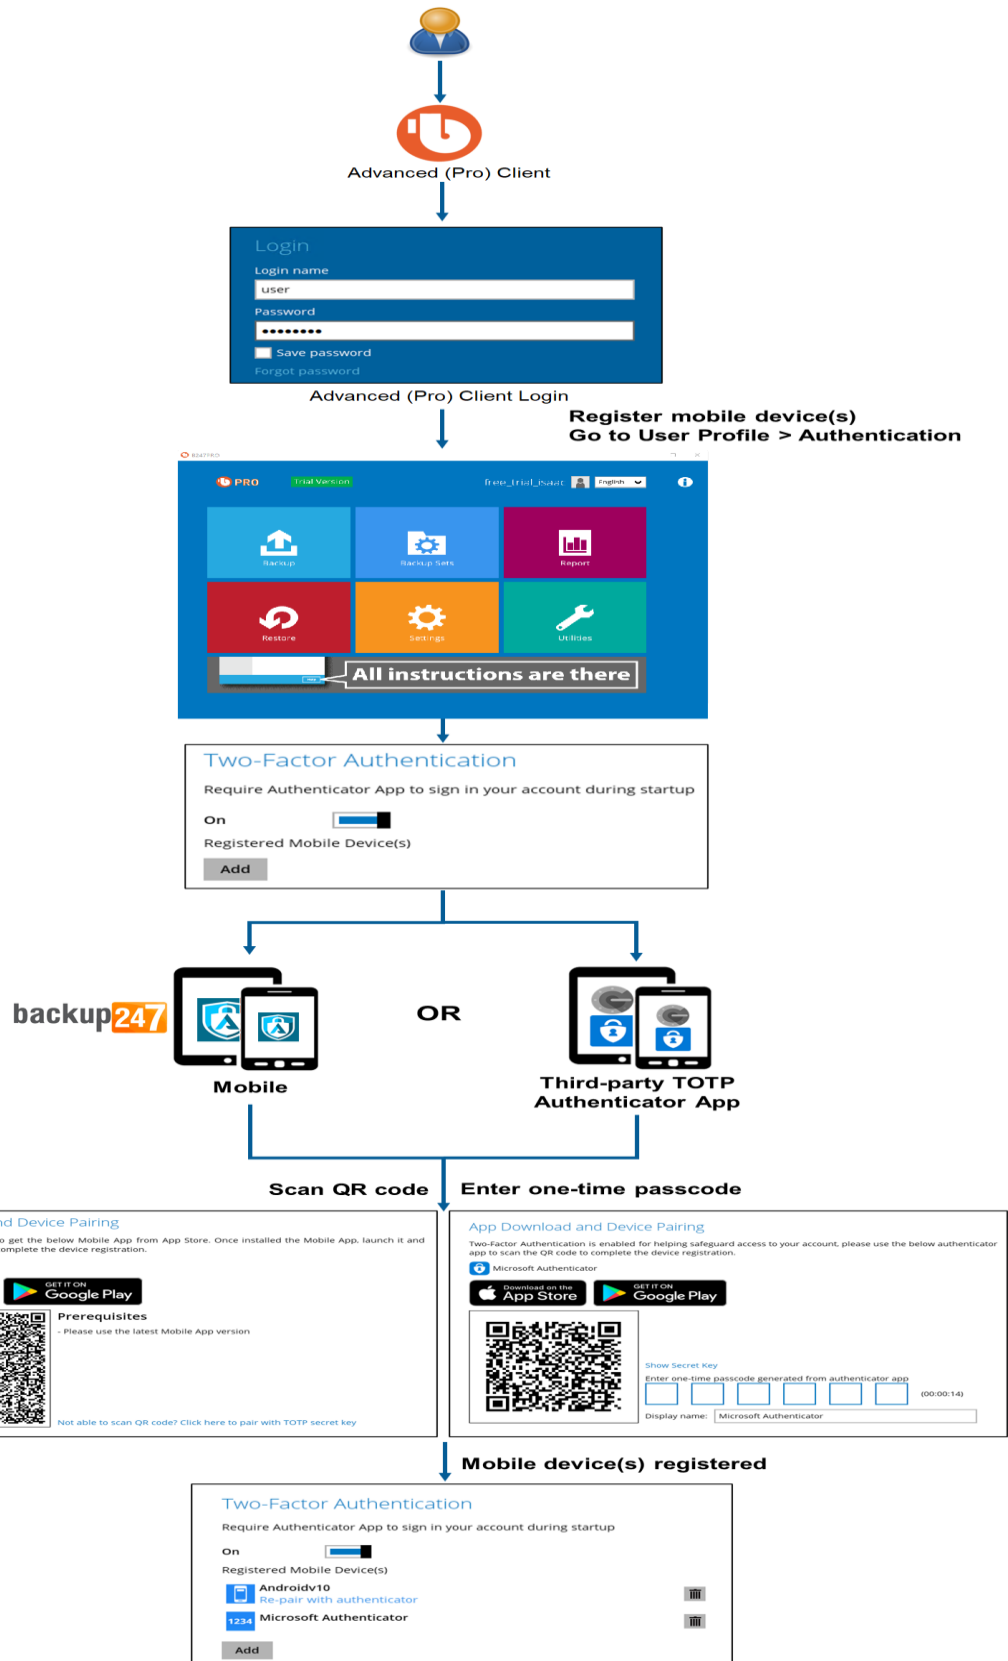 Advanced (Pro) Client
Login
Login name
user
Password
Save password
Forgot password
Advanced (Pro) Client Login
Register mobile device(s)
Go to User Profile > Authentication
B247PRO
PRO
Trial Version
free_trial_isaac
English
Backup
Backup Sets
Report
Restore
Settings
Utilities
All instructions are there
Two-Factor Authentication
Require Authenticator App to sign in your account during startup
On
Registered Mobile Device(s)
Add
backup247
OR
Mobile
Third-party TOTP
Authenticator App
Scan QR code
Enter one-time passcode
nd Device Pairing
o get the below Mobile App from App Store. Once installed the Mobile App, launch it and
omplete the device registration.
GET IT ON
Google Play
Prerequisites
- Please use the latest Mobile App version
Not able to scan QR code? Click here to pair with TOTP secret key
App Download and Device Pairing
Two-Factor Authentication is enabled for helping safeguard access to your account, please use the below authenticator
app to scan the QR code to complete the device registration.
Microsoft Authenticator
Download on the
App Store
GET IT ON
Google Play
Show Secret Key
Enter one-time passcode generated from authenticator app
(00:00:14)
Display name: Microsoft Authenticator
Mobile device(s) registered
Two-Factor Authentication
Require Authenticator App to sign in your account during startup
On
Registered Mobile Device(s)
Androidv10
Re-pair with authenticator
1234 Microsoft Authenticator
Add